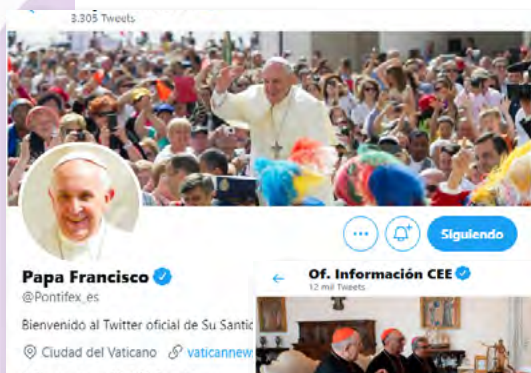 3.305 Tweets
Siguiendo
Papa Francisco
@Pontifex_es
Bienvenido al Twitter oficial de Su Santid
Ciudad del Vaticano vaticannew
Of. Información CEE
12 mil Tweets